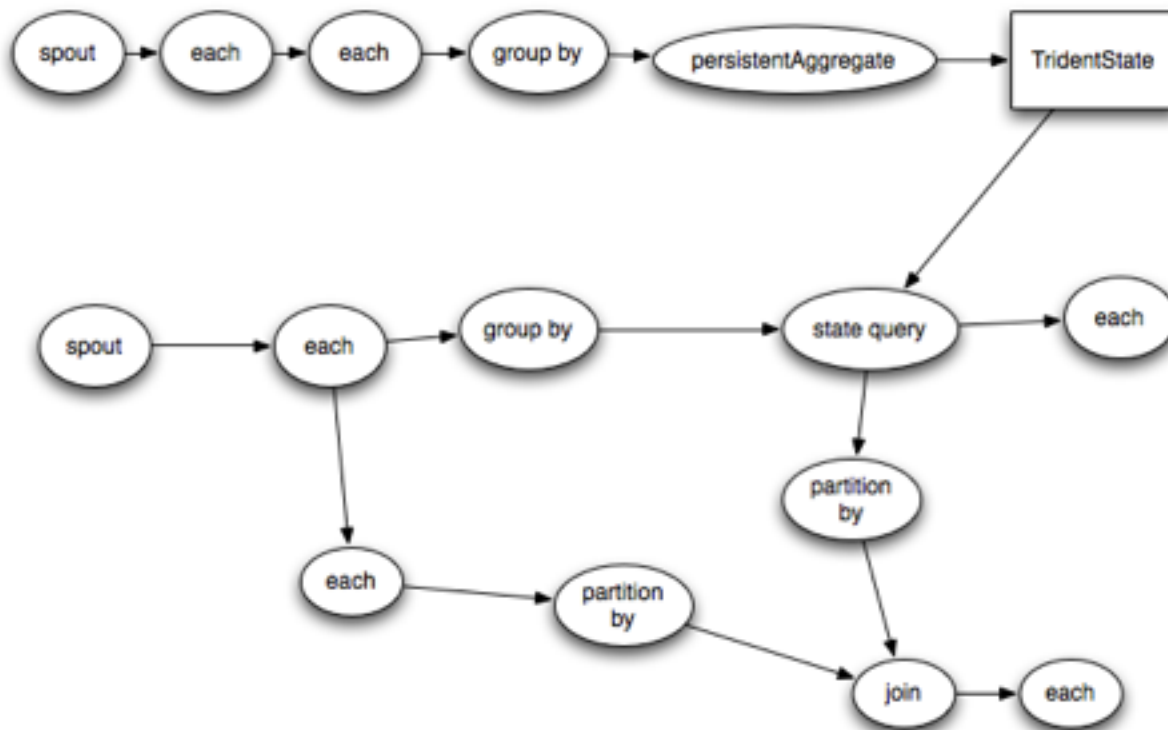 spout
each
each
group by
persistentAggregate
TridentState
spout
each
group by
state query
each
partition
by
each
partition
by
join
each